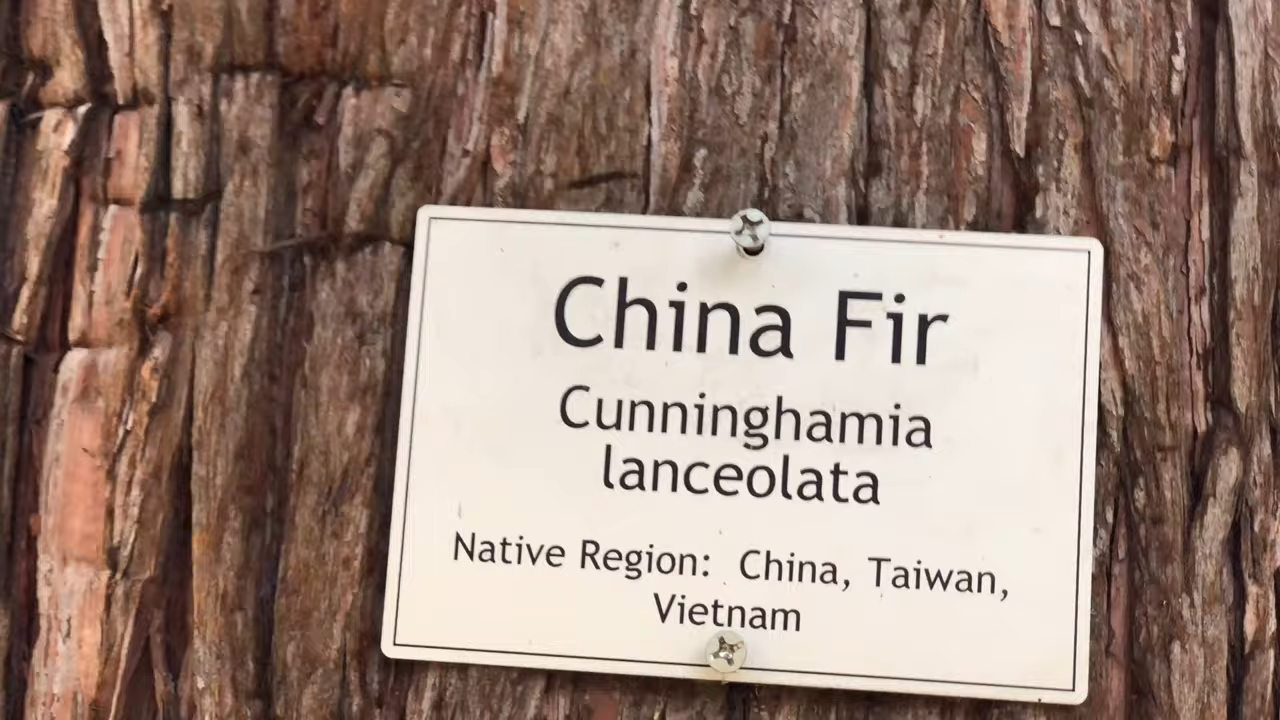 China Fir
Cunninghamia
lanceolata
Native Region: China, Taiwan,
Vietnam